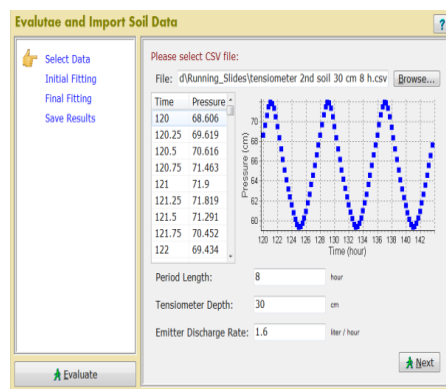 Evalutae and Import Soil Data
?
Select Data
Initial Fitting
Final Fitting
Save Results
Evaluate
Please select CSV file:
File: d\Running_Slides\tensiometer 2nd soil 30 cm 8 h.csv Browse...
Time Pressure
120 68.606
120.25 69.619
120.5 70.616
120.75 71.463
121 71.9
121.25 71.819
121.5 71.291
121.75 70.452
122 69.434
Pressure (cm)
70
68
66
64
62
60
120 122 124 126 128 130 132 134 136 138 140 142
Time (hour)
Period Length: 8 hour
Tensiometer Depth: 30 cm
Emitter Discharge Rate: 1.6 liter / hour
Next